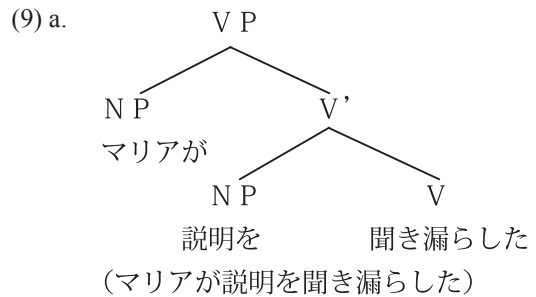 (9) a. VP
NP V’
マリアが
NP V
説明を 聞き漏らした
（マリアが説明を聞き漏らした）